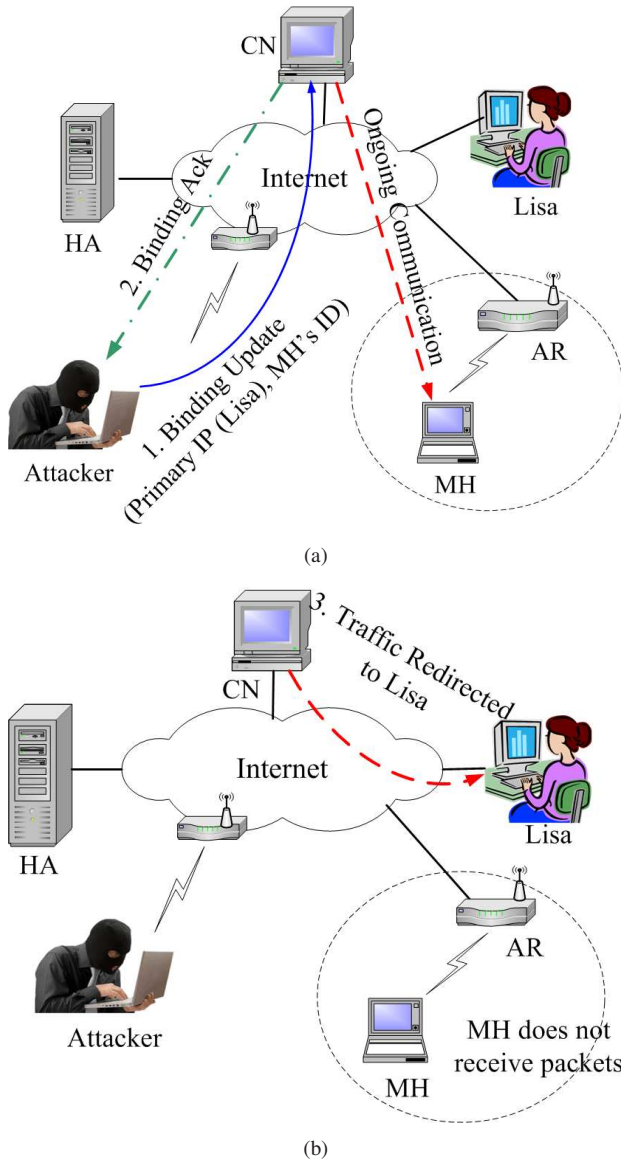 CN
HA
Internet
Lisa
2. Binding Ack
Ongoing Communication
1. Binding Update
(Primary IP (Lisa), MH's ID)
AR
MH
Attacker
(a)
3. Traffic Redirected
to Lisa
CN
Internet
HA
Lisa
AR
Attacker
MH
MH does not
receive packets
(b)